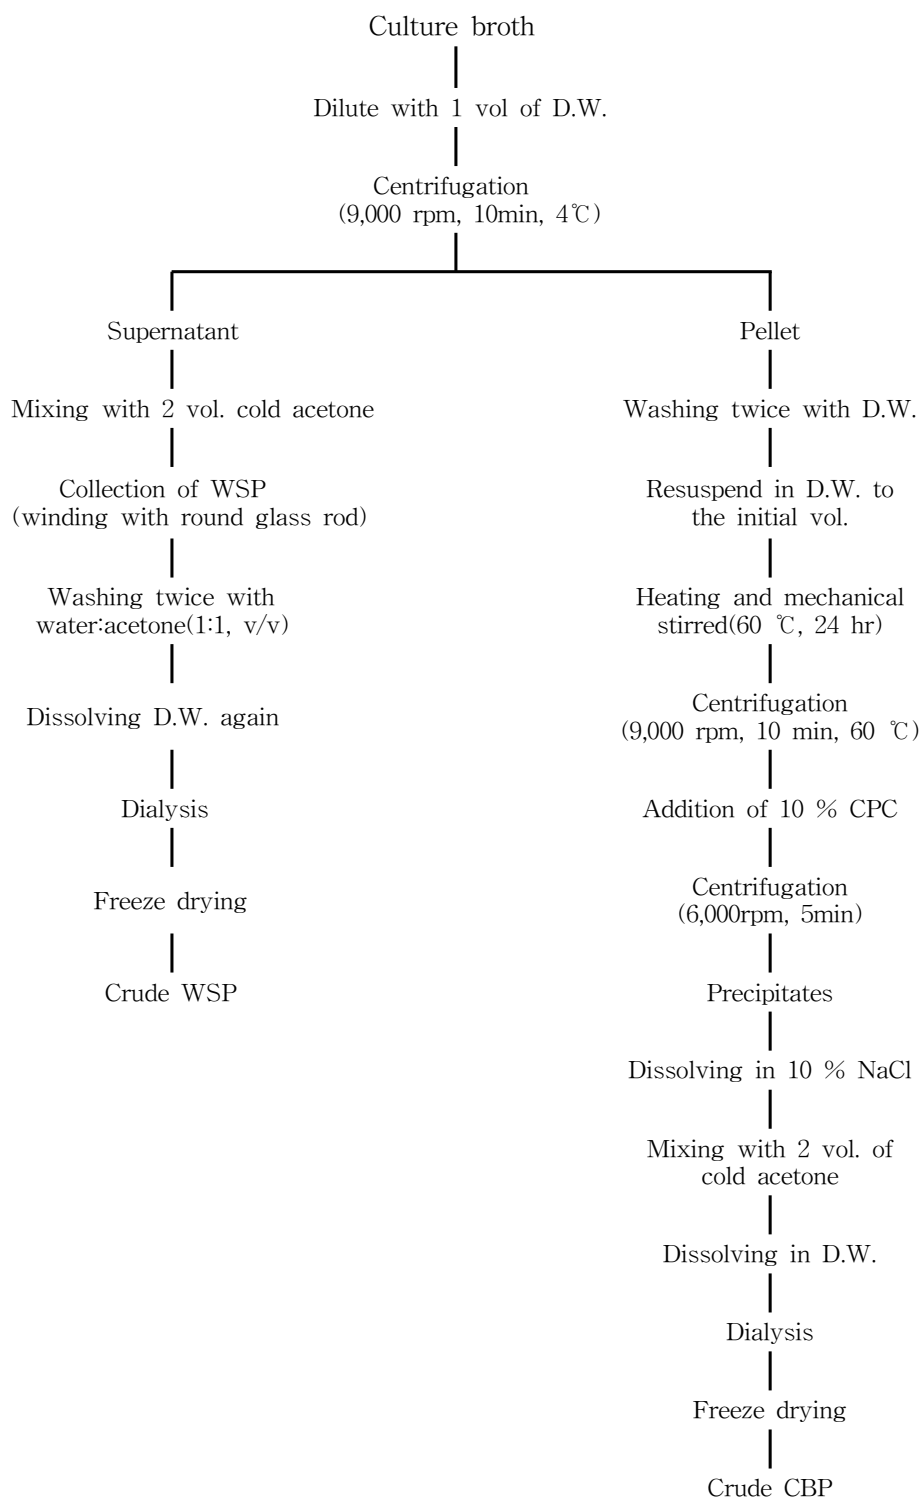 Culture broth
Dilute with 1 vol of D.W.
Centrifugation
(9,000 rpm, 10min, 4℃)
Supernatant
Mixing with 2 vol. cold acetone
Collection of WSP
(winding with round glass rod)
Washing twice with
water:acetone(1:1, v/v)
Dissolving D.W. again
Dialysis
Freeze drying
Crude WSP
Pellet
Washing twice with D.W.
Resuspend in D.W. to
the initial vol.
Heating and mechanical
stirred(60 ℃, 24 hr)
Centrifugation
(9,000 rpm, 10 min, 60 ℃)
Addition of 10 % CPC
Centrifugation
(6,000rpm, 5min)
Precipitates
Dissolving in 10 % NaCl
Mixing with 2 vol. of
cold acetone
Dissolving in D.W.
Dialysis
Freeze drying
Crude CBP